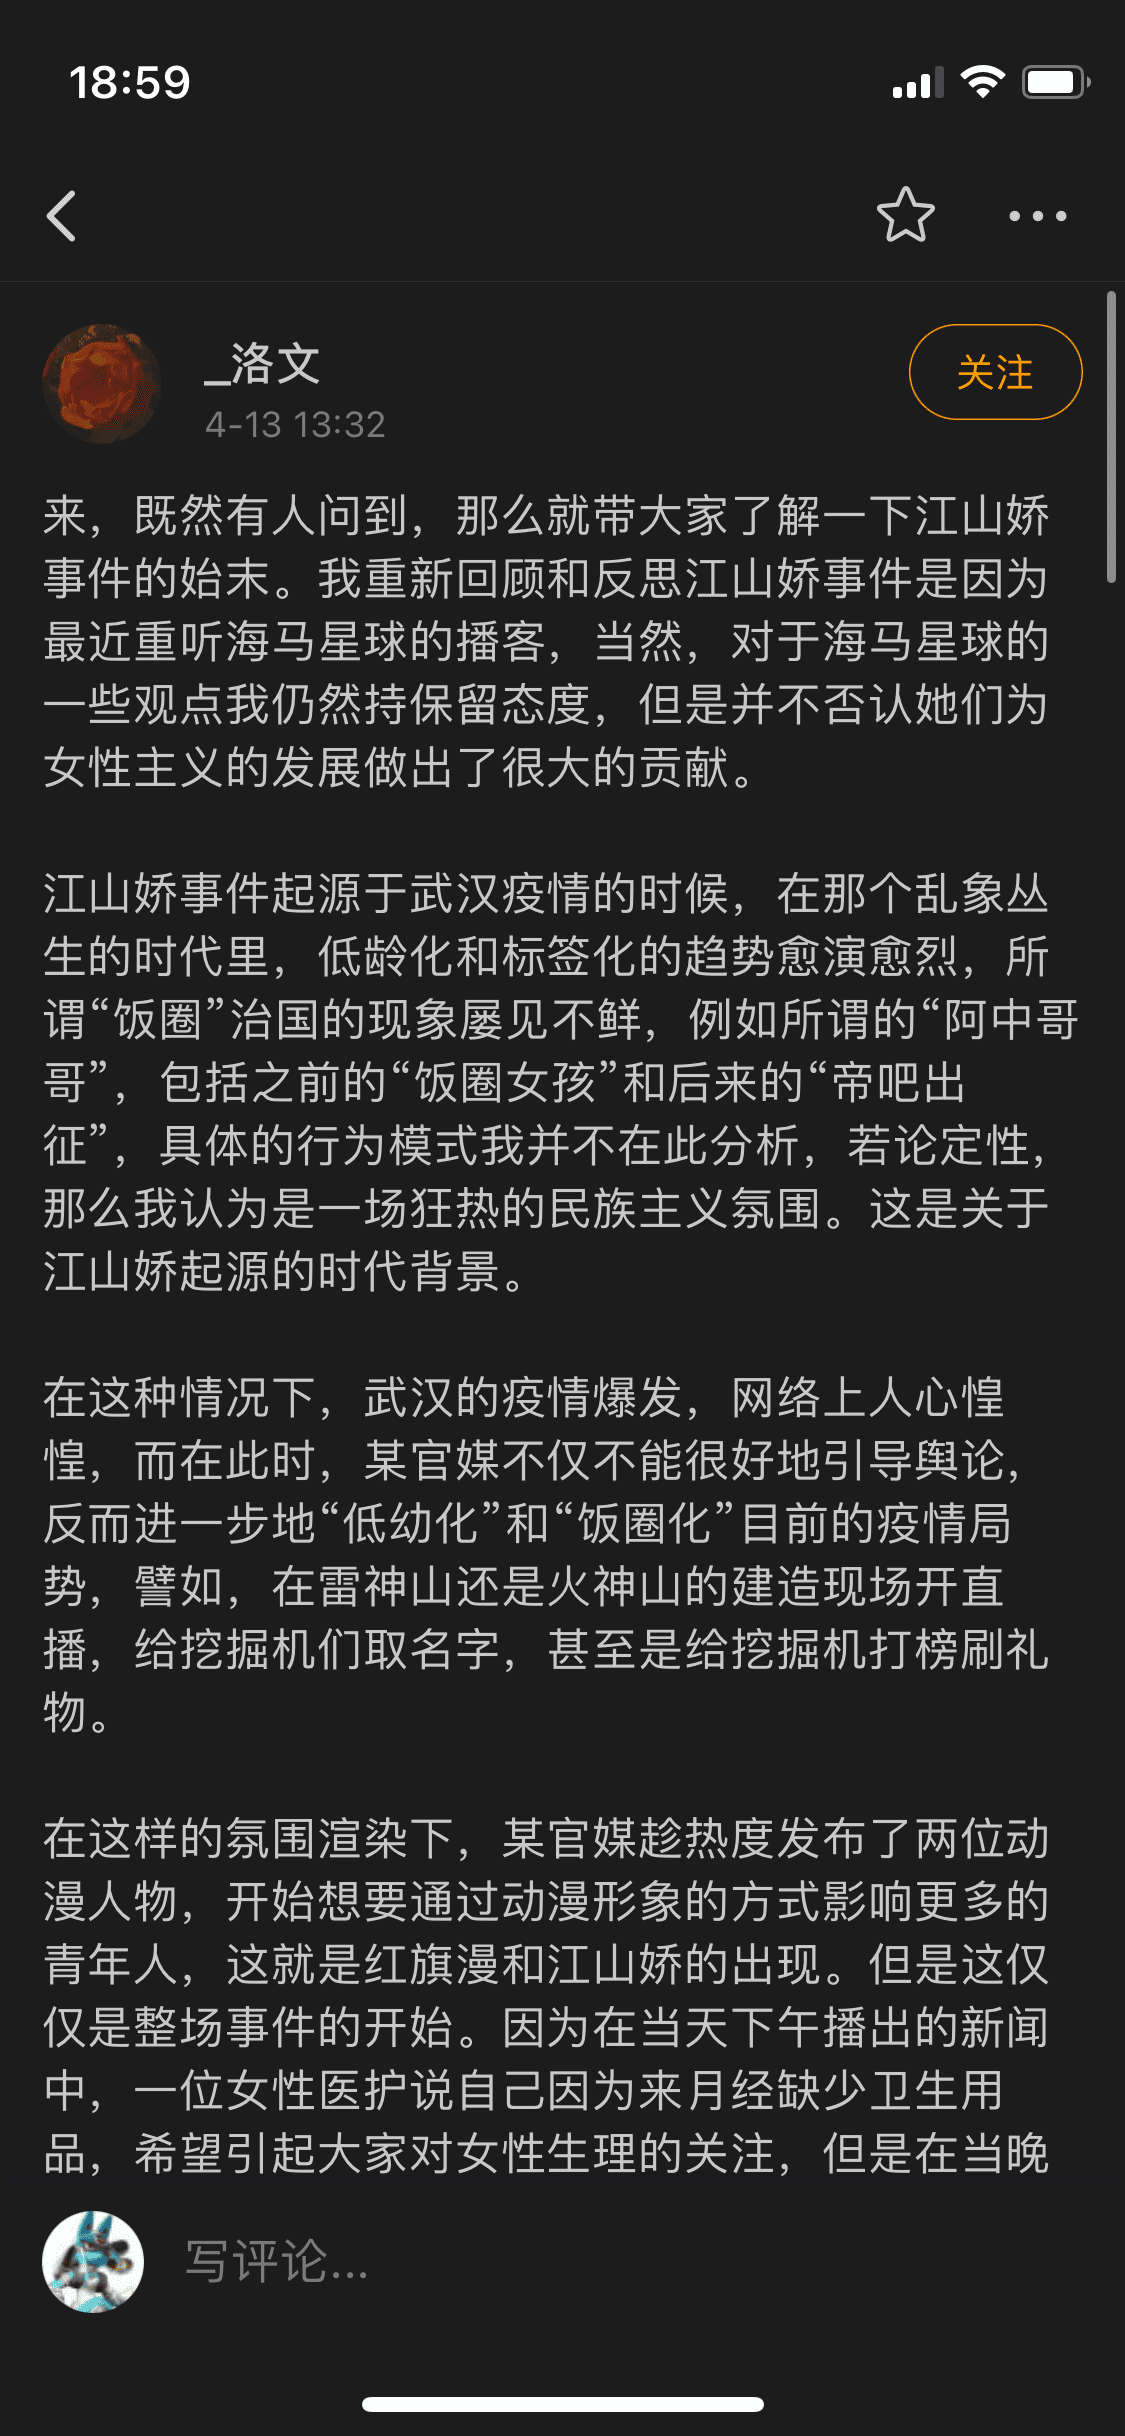 18:59
_洛文
关注
4-13 13:32
来，既然有人问到，那么就带大家了解一下江山娇
事件的始末。我重新回顾和反思江山娇事件是因为
最近重听海马星球的播客，当然，对于海马星球的
一些观点我仍然持保留态度，但是并不否认她们为
女性主义的发展做出了很大的贡献。
江山娇事件起源于武汉疫情的时候，在那个乱象丛
生的时代里，低龄化和标签化的趋势愈演愈烈，所
谓“饭圈”治国的现象屡见不鲜，例如所谓的“阿中哥
哥”，包括之前的“饭圈女孩”和后来的“帝吧出
征”，具体的行为模式我并不在此分析，若论定性，
那么我认为是一场狂热的民族主义氛围。这是关于
江山娇起源的时代背景。
在这种情况下，武汉的疫情爆发，网络上人心惶
惶，而在此时，某官媒不仅不能很好地引导舆论，
反而进一步地“低幼化”和“饭圈化”目前的疫情局
势，譬如，在雷神山还是火神山的建造现场开直
播，给挖掘机们取名字，甚至是给挖掘机打榜刷礼
物。
在这样的氛围渲染下，某官媒趁热度发布了两位动
漫人物，开始想要通过动漫形象的方式影响更多的
青年人，这就是红旗漫和江山娇的出现。但是这仅
仅是整场事件的开始。因为在当天下午播出的新闻
中，一位女性医护说自己因为来月经缺少卫生用
品，希望引起大家对女性生理的关注，但是在当晚
写评论...